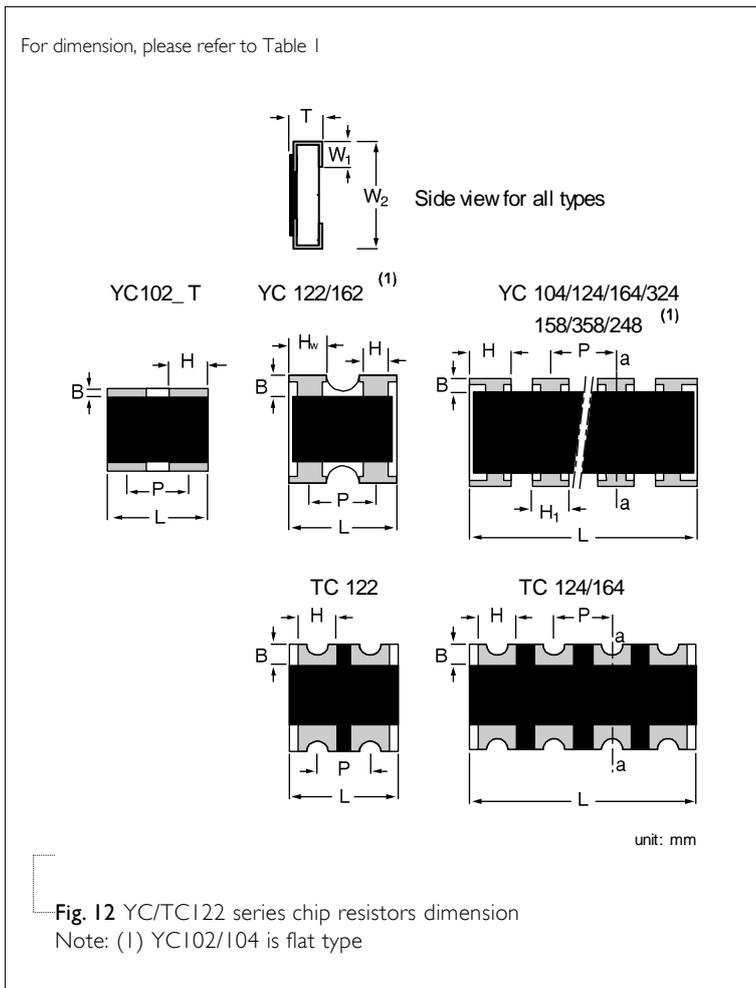 For dimension, please refer to Table 1
T
W1
W2
Side view for all types
YC102_ T
YC 122/162 (1)
YC 104/124/164/324
158/358/248 (1)
H
B
P
L
Hw
H
B
P
L
H
P
a
B
H1
a
L
TC 122
H
B
P
L
TC 124/164
H
P
a
B
a
L
unit: mm
Fig. 12 YC/TC122 series chip resistors dimension
Note: (1) YC102/104 is flat type